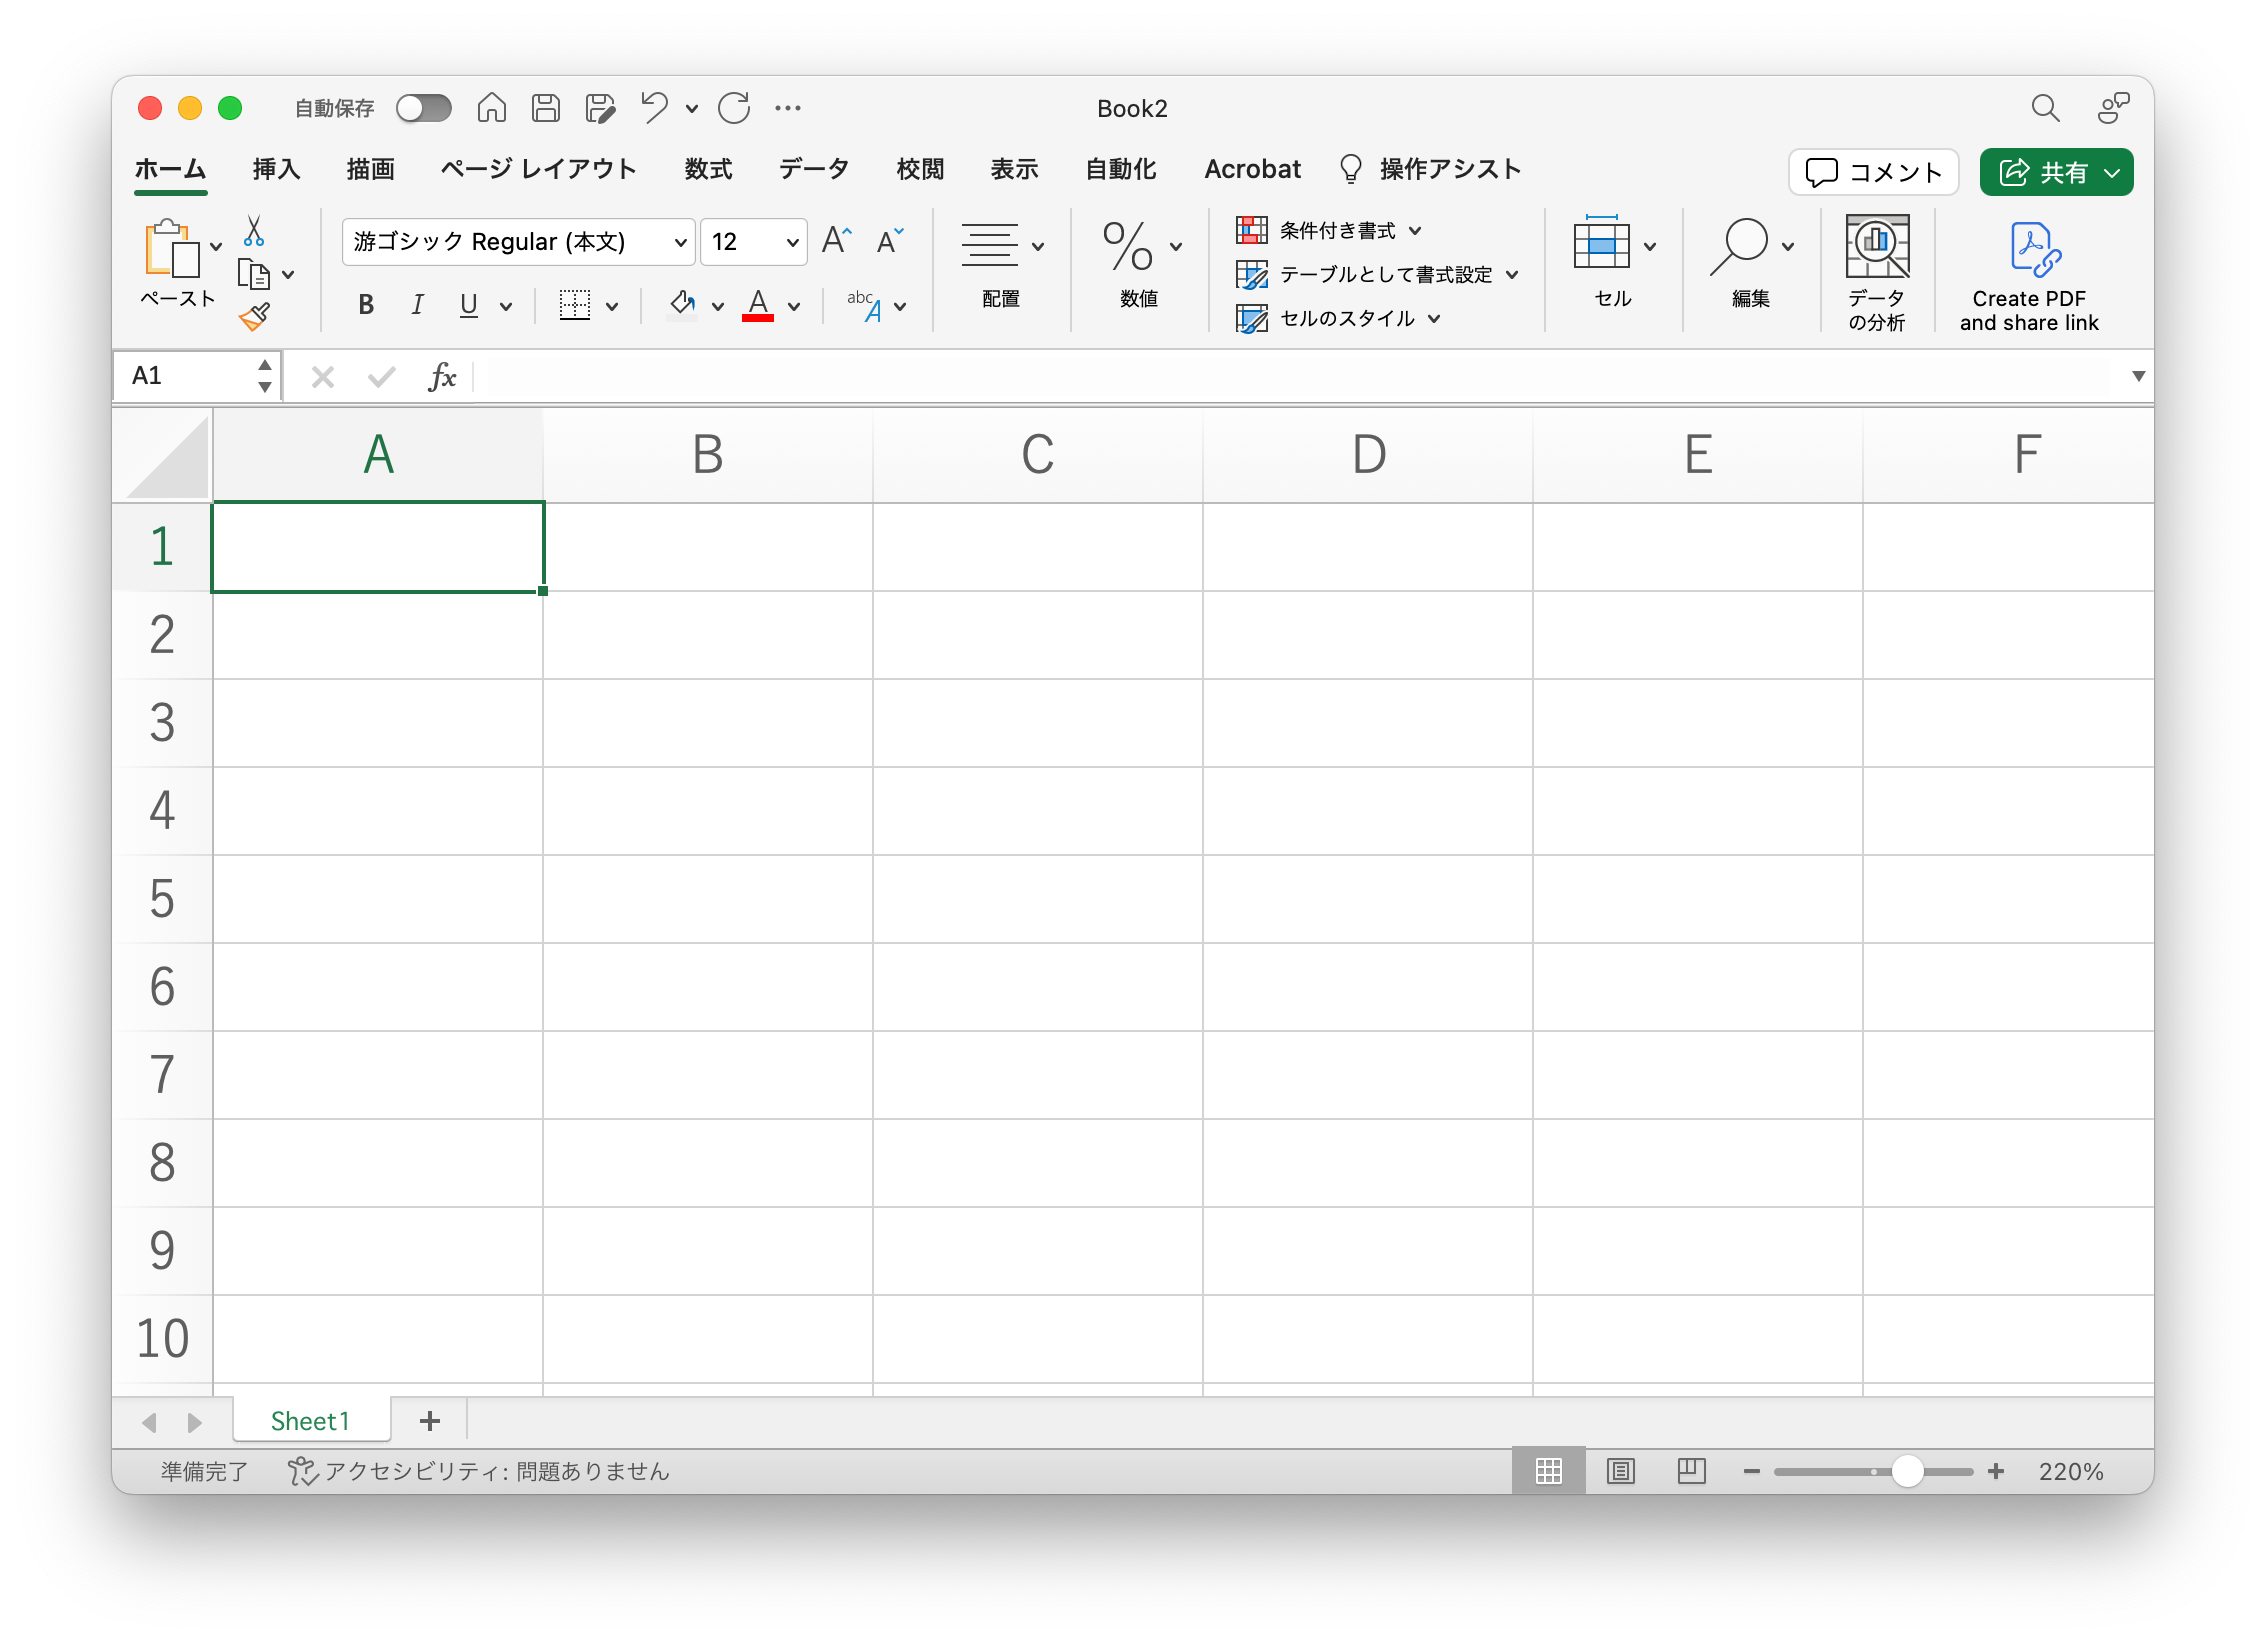 自動保存
Book2
ホーム 挿入 描画 ページ レイアウト 数式 データ 校閲 表示 自動化 Acrobat 操作アシスト コメント 共有
ペースト
游ゴシック Regular (本文) 12
B I U A abc A
配置
% 数値
条件付き書式
テーブルとして書式設定
セルのスタイル
セル
編集
データ
の分析
Create PDF
and share link
A1 fx
A B C D E F
1
2
3
4
5
6
7
8
9
10
Sheet1 +
準備完了 アクセシビリティ: 問題ありません 220%